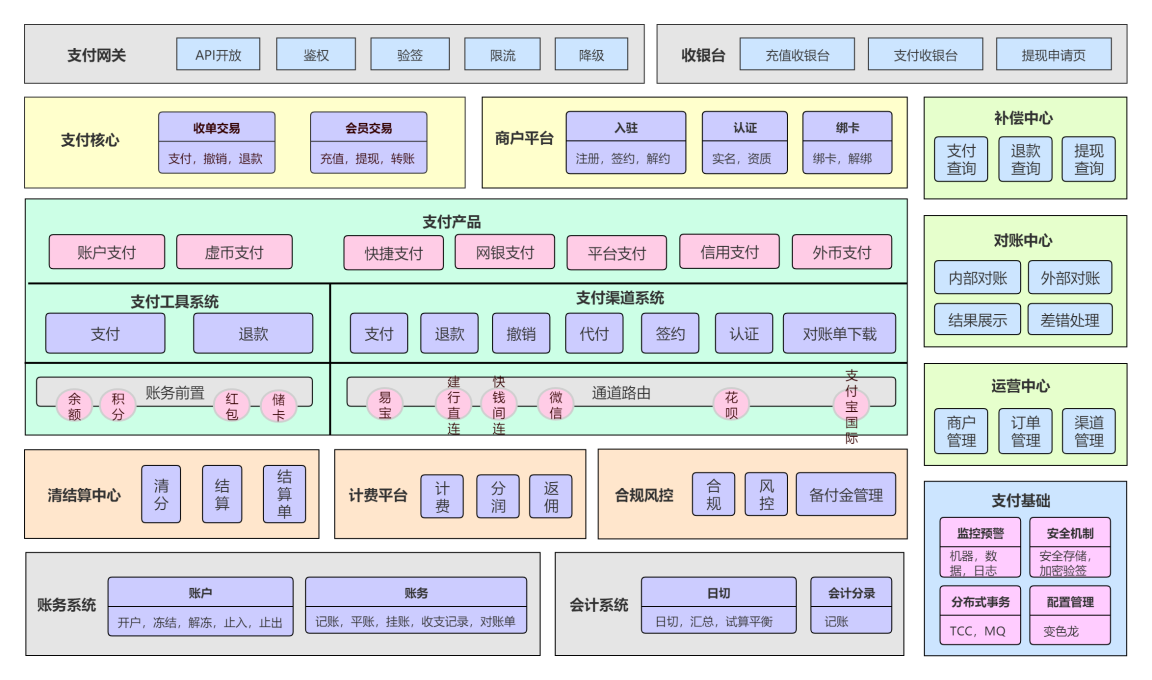 支付网关
API开放
鉴权
验签
限流
降级
收银台
充值收银台
支付收银台
提现申请页
支付核心
收单交易
支付，撤销，退款
会员交易
充值，提现，转账
商户平台
入驻
注册，签约，解约
认证
实名，资质
绑卡
绑卡，解绑
补偿中心
支付
查询
退款
查询
提现
查询
支付产品
账户支付
虚币支付
快捷支付
网银支付
平台支付
信用支付
外币支付
对账中心
内部对账
外部对账
结果展示
差错处理
支付工具系统
支付
退款
支付渠道系统
支付
退款
撤销
代付
签约
认证
对账单下载
账务前置
余
额
积
分
红
包
储
卡
通道路由
易
宝
建
行
直
连
快
钱
间
连
微
信
花
呗
支
付
宝
国
际
运营中心
商户
管理
订单
管理
渠道
管理
清结算中心
清
分
结
算
结
算
单
计费平台
计
费
分
润
返
佣
合规风控
合
规
风
控
备付金管理
支付基础
监控预警
机器，数
据，日志
安全机制
安全存储，
加密验签
分布式事务
TCC，MQ
配置管理
变色龙
账务系统
账户
开户，冻结，解冻，止入，止出
账务
记账，平账，挂账，收支记录，对账单
会计系统
日切
日切，汇总，试算平衡
会计分录
记账